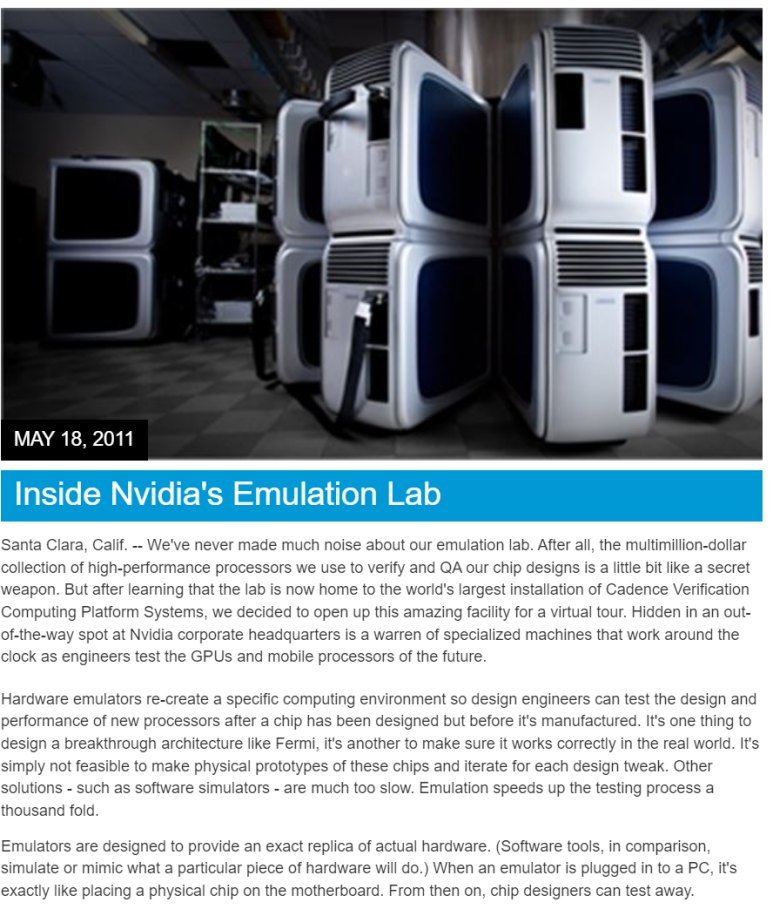 MAY 18, 2011
Inside Nvidia's Emulation Lab
Santa Clara, Calif. -- We've never made much noise about our emulation lab. After all, the multimillion-dollar
collection of high-performance processors we use to verify and QA our chip designs is a little bit like a secret
weapon. But after learning that the lab is now home to the world's largest installation of Cadence Verification
Computing Platform Systems, we decided to open up this amazing facility for a virtual tour. Hidden in an out-
of-the-way spot at Nvidia corporate headquarters is a warren of specialized machines that work around the
clock as engineers test the GPUs and mobile processors of the future.
Hardware emulators re-create a specific computing environment so design engineers can test the design and
performance of new processors after a chip has been designed but before it's manufactured. It's one thing to
design a breakthrough architecture like Fermi, it's another to make sure it works correctly in the real world. It's
simply not feasible to make physical prototypes of these chips and iterate for each design tweak. Other
solutions - such as software simulators - are much too slow. Emulation speeds up the testing process a
thousand fold.
Emulators are designed to provide an exact replica of actual hardware. (Software tools, in comparison,
simulate or mimic what a particular piece of hardware will do.) When an emulator is plugged in to a PC, it's
exactly like placing a physical chip on the motherboard. From then on, chip designers can test away.